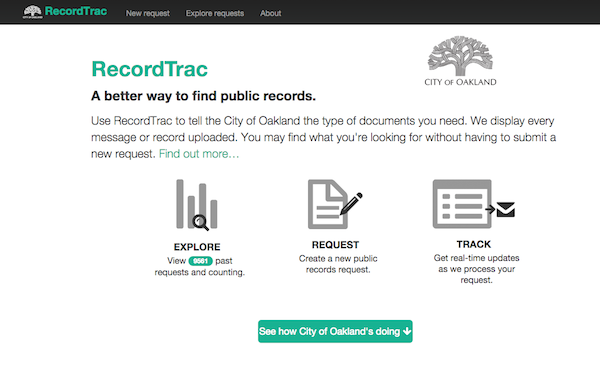 CITY OF OAKLAND RecordTrac New request Explore requests About
CITY OF OAKLAND
RecordTrac
A better way to find public records.
Use RecordTrac to tell the City of Oakland the type of documents you need. We display every
message or record uploaded. You may find what you're looking for without having to submit a
new request. Find out more…
EXPLORE
View 9561 past
requests and counting.
REQUEST
Create a new public
records request.
TRACK
Get real-time updates
as we process your
request.
See how City of Oakland's doing